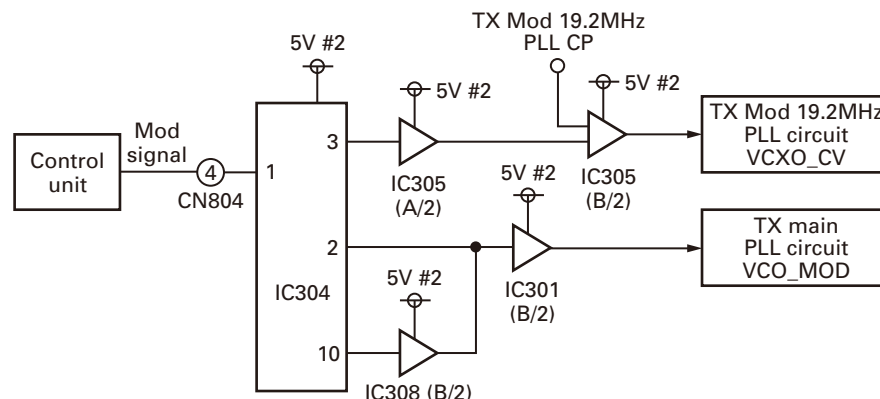 TX Mod 19.2MHz
PLL CP
5V #2
5V #2
5V #2
Control
unit
Mod
signal
4
CN804
1
3
IC305
(A/2)
IC305
(B/2)
TX Mod 19.2MHz
PLL circuit
VCXO_CV
5V #2
2
IC304
IC301
(B/2)
TX main
PLL circuit
VCO_MOD
5V #2
10
IC308 (B/2)